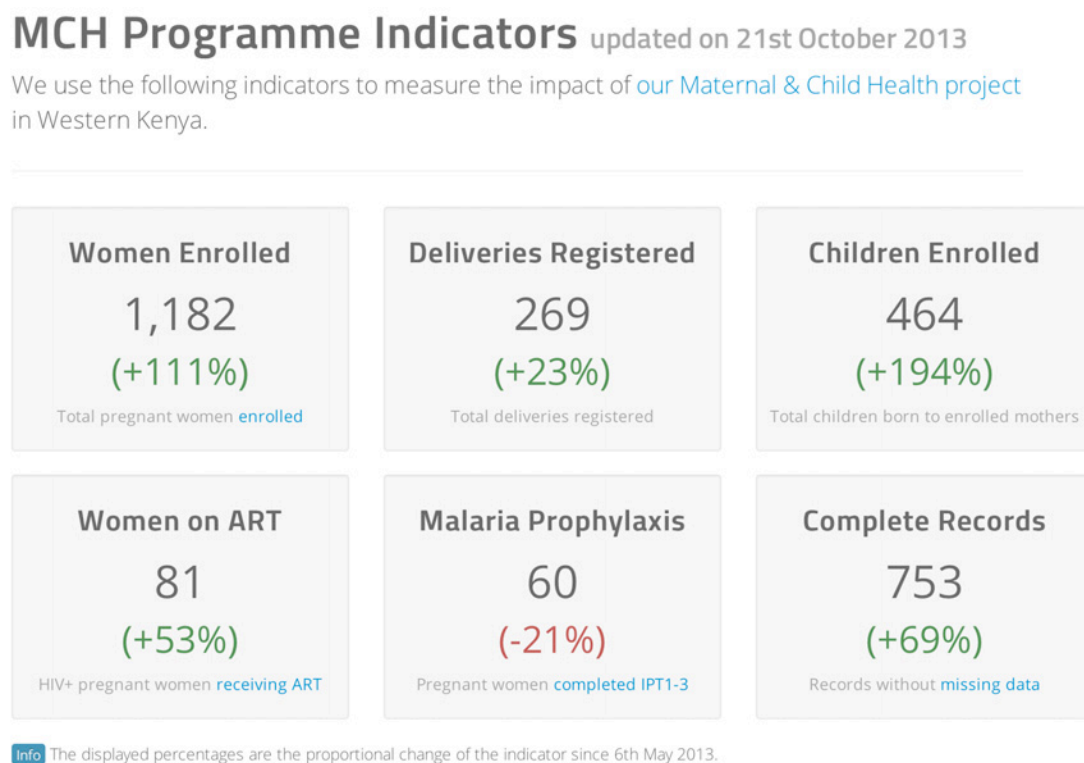 MCH Programme Indicators updated on 21st October 2013
We use the following indicators to measure the impact of our Maternal & Child Health project
in Western Kenya.
Women Enrolled
1,182
(+111%)
Total pregnant women enrolled
Deliveries Registered
269
(+23%)
Total deliveries registered
Children Enrolled
464
(+194%)
Total children born to enrolled mothers
Women on ART
81
(+53%)
HIV+ pregnant women receiving ART
Malaria Prophylaxis
60
(-21%)
Pregnant women completed IPT1-3
Complete Records
753
(+69%)
Records without missing data
Info The displayed percentages are the proportional change of the indicator since 6th May 2013.